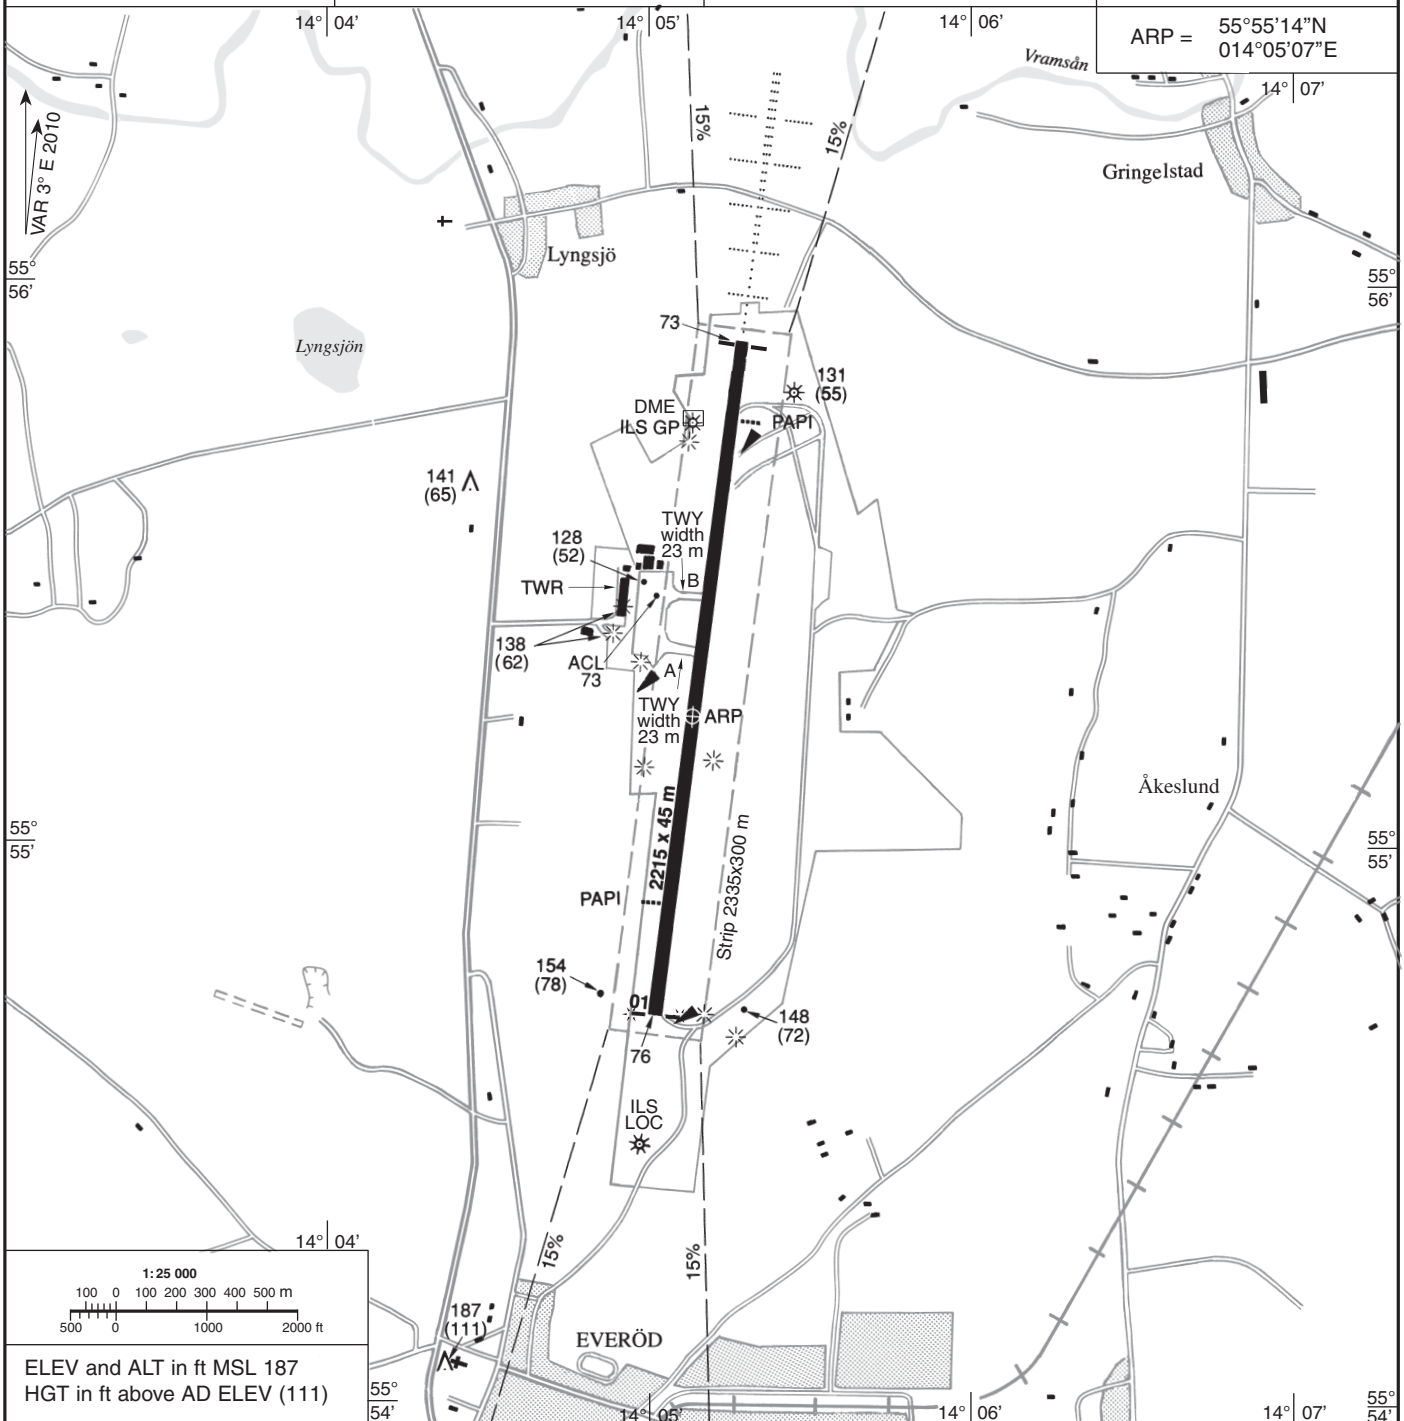 14° 04'
14° 05'
14° 06'
ARP = 55°55'14"N
014°05'07"E
Vramsån
14° 07'
15%
15%
VAR 3° E 2010
Gringelstad
Lyngsjö
55°
56'
55°
56'
73
Lyngsjön
131
(55)
DME
ILS GP
PAPI
141
(65)
TWY
width
23 m
128
(52)
TWR
B
138
(62)
ACL
73
A
TWY
width
23 m
ARP
Åkeslund
2215 x 45 m
Strip 2335x300 m
55°
55'
55°
55'
PAPI
154
(78)
01
148
(72)
76
ILS
LOC
14° 04'
15%
15%
1:25 000
100 0 100 200 300 400 500 m
500 0 1000 2000 ft
187
(111)
EVERÖD
ELEV and ALT in ft MSL 187
HGT in ft above AD ELEV (111)
55°
54'
14° 05'
14° 06'
14° 07'
55°
54'